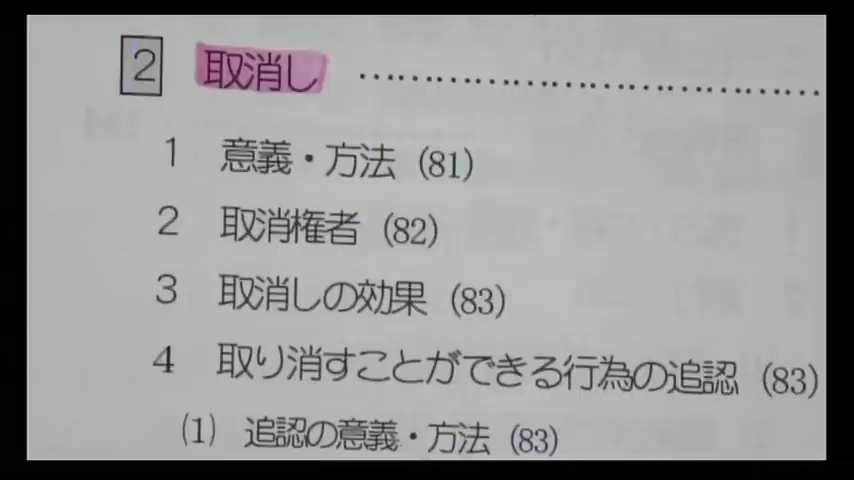 2 取消し ……………………………
1 意義・方法 (81)
2 取消権者 (82)
3 取消しの効果 (83)
4 取り消すことができる行為の追認 (83)
(1) 追認の意義・方法 (83)